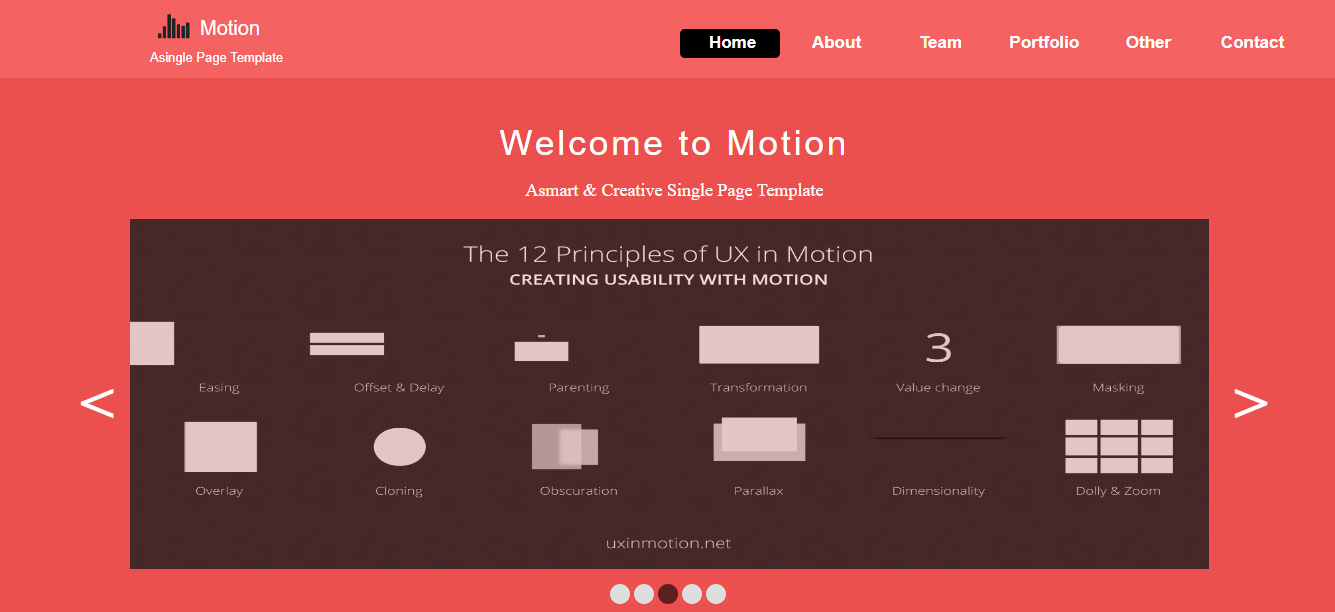 Motion
Asingle Page Template
Home About Team Portfolio Other Contact
Welcome to Motion
Asmart & Creative Single Page Template
The 12 Principles of UX in Motion
CREATING USABILITY WITH MOTION
3
Easing Offset & Delay Parenting Transformation Value change Masking
< >
Overlay Cloning Obscuration Parallax Dimensionality Dolly & Zoom
uxinmotion.net